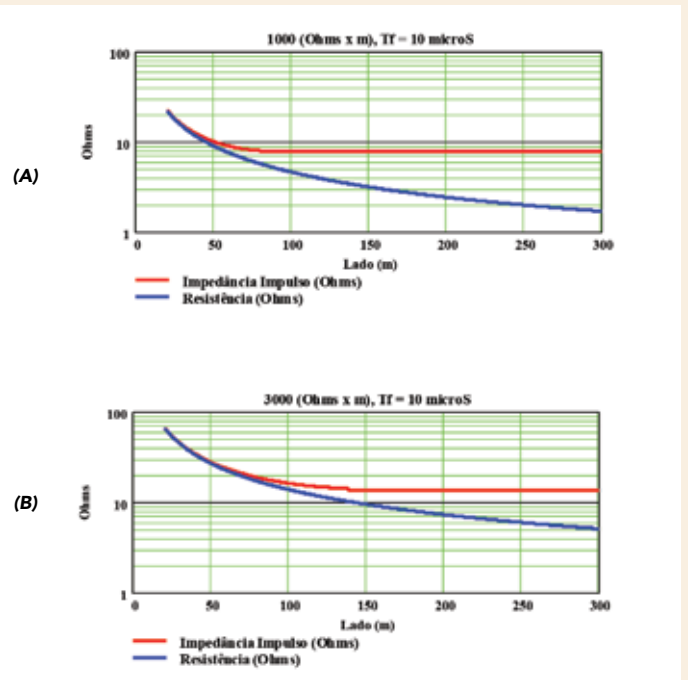 1000 (Ohms x m), Tf = 10 microS
100
10
1
Ohms
(A)
0 50 100 150 200 250 300
Lado (m)
Impedância Impulso (Ohms)
Resistência (Ohms)
3000 (Ohms x m), Tf = 10 microS
100
10
1
Ohms
(B)
0 50 100 150 200 250 300
Lado (m)
Impedância Impulso (Ohms)
Resistência (Ohms)